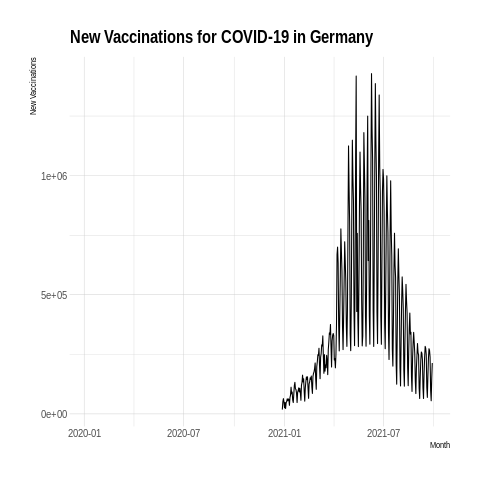 New Vaccinations for COVID-19 in Germany
New Vaccinations
1e+06
5e+05
0e+00
2020-01 2020-07 2021-01 2021-07
Month